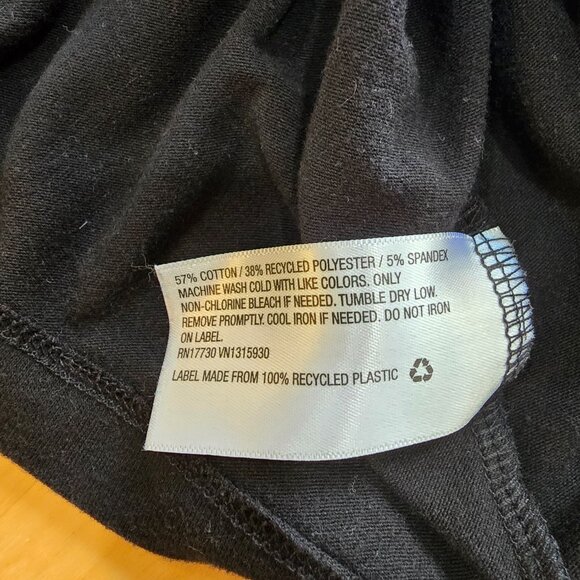 57% COTTON / 38% RECYCLED POLYESTER / 5% SPANDEX
MACHINE WASH COLD WITH LIKE COLORS. ONLY
NON-CHLORINE BLEACH IF NEEDED. TUMBLE DRY LOW.
REMOVE PROMPTLY. COOL IRON IF NEEDED. DO NOT IRON
ON LABEL.
RN17730 VN1315930
LABEL MADE FROM 100% RECYCLED PLASTIC